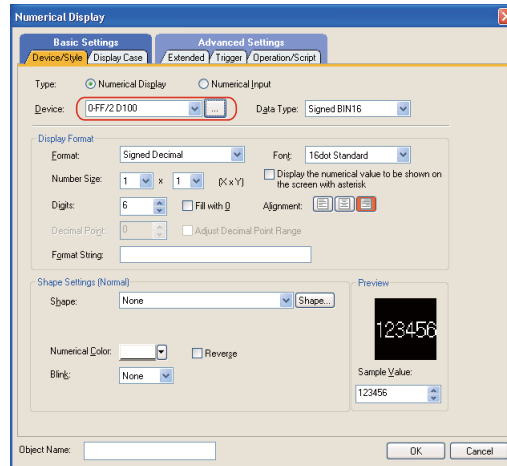 Numerical Display
Basic Settings Advanced Settings
Device/Style Display Case Extended Trigger Operation/Script
Type: Numerical Display Numerical Input
Device: 0-FF/2 D100 ... Data Type: Signed BIN16
Display Format
Format: Signed Decimal Font: 16dot Standard
Number Size: 1 x 1 (X x Y) Display the numerical value to be shown on
the screen with asterisk
Digits: 6 Fill with 0 Alignment:
Decimal Point: 0 Adjust Decimal Point Range
Format String:
Shape Settings (Normal) Preview
Shape: None Shape...
123456
Numerical Color: Reverse
Sample Value:
Blink: None
123456
Object Name: OK Cancel